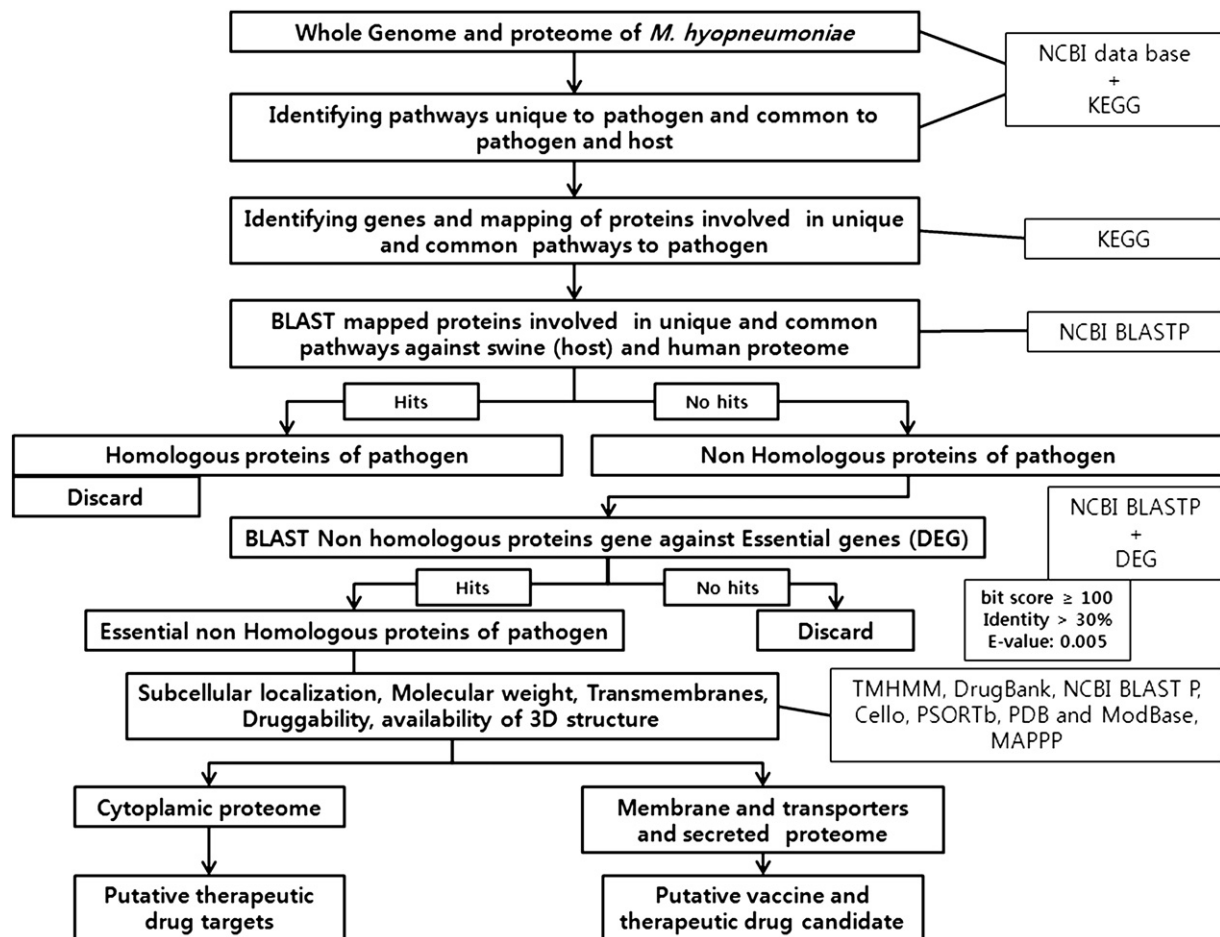 Whole Genome and proteome of M. hyopneumoniae
NCBI data base
+
KEGG
Identifying pathways unique to pathogen and common to
pathogen and host
Identifying genes and mapping of proteins involved in unique
and common pathways to pathogen
KEGG
BLAST mapped proteins involved in unique and common
pathways against swine (host) and human proteome
NCBI BLASTP
Hits
No hits
Homologous proteins of pathogen
Non Homologous proteins of pathogen
Discard
BLAST Non homologous proteins gene against Essential genes (DEG)
NCBI BLASTP
+
DEG
Hits
No hits
bit score ≥ 100
Identity > 30%
E-value: 0.005
Essential non Homologous proteins of pathogen
Discard
Subcellular localization, Molecular weight, Transmembranes,
Druggability, availability of 3D structure
TMHMM, DrugBank, NCBI BLAST P,
Cello, PSORTb, PDB and ModBase,
MAPPP
Cytoplamic proteome
Membrane and transporters
and secreted proteome
Putative therapeutic
drug targets
Putative vaccine and
therapeutic drug candidate